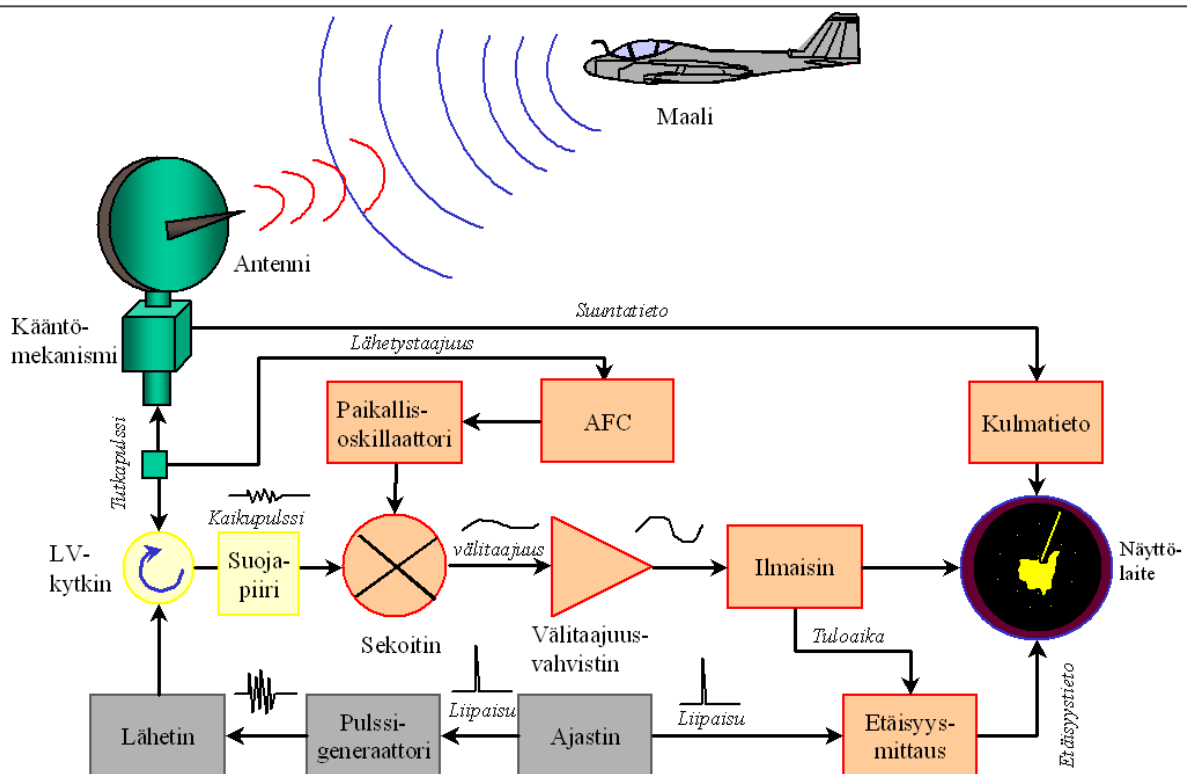 Maali
Antenni
Kääntö-
mekanismi
Suuntatieto
Lähetystaajuus
Paikallis-
oskillaattori
AFC
Kulmatieto
Tutkapulssi
Kaikupulssi
LV-
kytkin
Suoja-
piiri
välitaajuus
Ilmaisin
Näyttö-
laite
Sekoitin
Välitaajuus-
vahvistin
Tuloaika
Liipaisu
Liipaisu
Lähetin
Pulssi-
generaattori
Ajastin
Etäisyys-
mittaus
Etäisyystieto